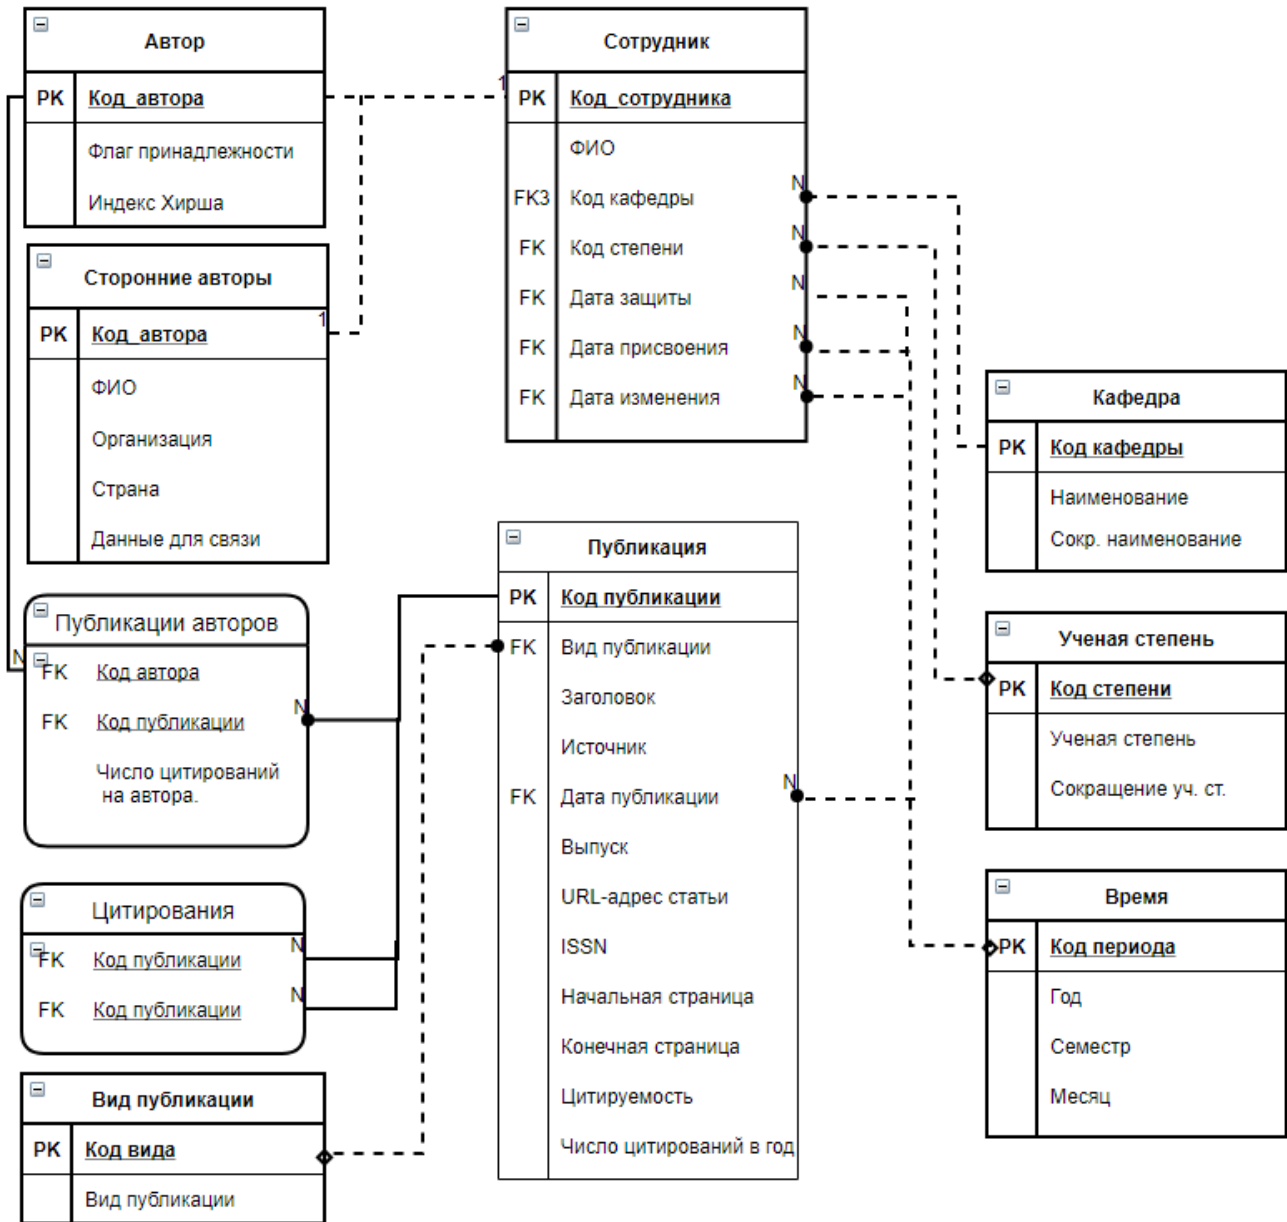 Автор
PK Код_автора
Флаг принадлежности
Индекс Хирша
Сторонние авторы
1
PK Код_автора
ФИО
Организация
Страна
Данные для связи
Публикации авторов
N
FK Код автора
N
FK Код публикации
Число цитирований
на автора.
Цитирования
N
FK Код публикации
N
FK Код публикации
Вид публикации
PK Код вида
Вид публикации
Сотрудник
1
PK Код_сотрудника
ФИО
N
FK3 Код кафедры
N
FK Код степени
N
FK Дата защиты
N
FK Дата присвоения
N
FK Дата изменения
Публикация
PK Код публикации
FK Вид публикации
Заголовок
Источник
N
FK Дата публикации
Выпуск
URL-адрес статьи
ISSN
Начальная страница
Конечная страница
Цитируемость
Число цитирований в год
Кафедра
PK Код кафедры
Наименование
Сокр. наименование
Ученая степень
PK Код степени
Ученая степень
Сокращение уч. ст.
Время
PK Код периода
Год
Семестр
Месяц